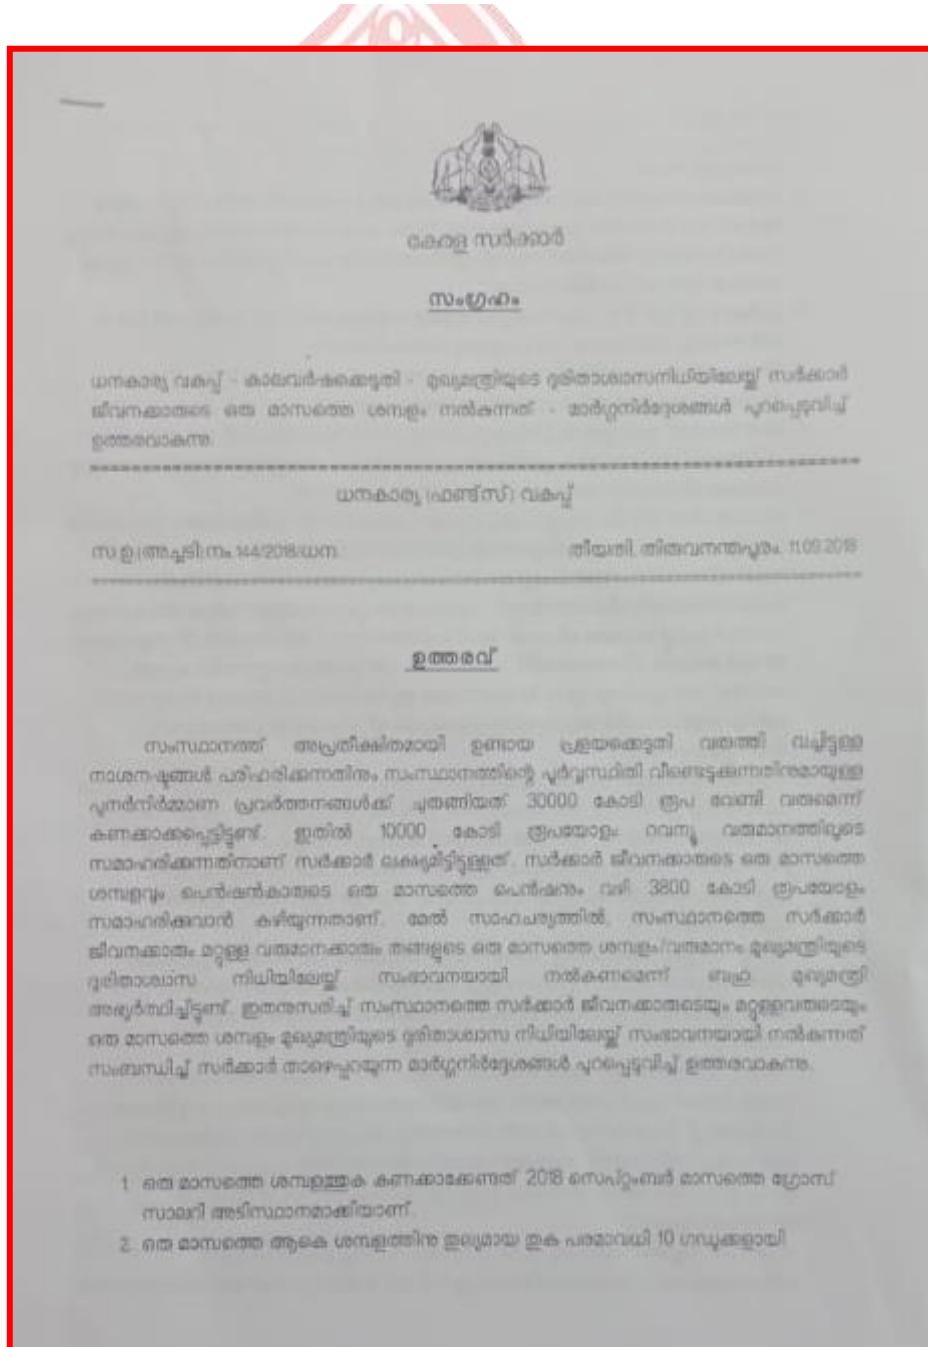 കേരള സർക്കാർ
സംഗ്രഹം
ധനകാര്യ വകുപ്പ് - കാലവർഷക്കെടുതി - മുഖ്യമന്ത്രിയുടെ ദുരിതാശ്വാസനിധിയിലേയ്ക്ക് സർക്കാർ
ജീവനക്കാരുടെ ഒരു മാസത്തെ ശമ്പളം നൽകുന്നത് - മാർഗ്ഗനിർദ്ദേശങ്ങൾ പുറപ്പെടുവിച്ച്
ഉത്തരവാകുന്നു.
ധനകാര്യ (ഫണ്ട്സ്) വകുപ്പ്
സ.ഉ.(അച്ചടി)നം.144/2018/ധന. തീയതി, തിരുവനന്തപുരം, 11.09.2018
ഉത്തരവ്
സംസ്ഥാനത്ത് അപ്രതീക്ഷിതമായി ഉണ്ടായ പ്രളയക്കെടുതി വരുത്തി വച്ചിട്ടുള്ള
നാശനഷ്ടങ്ങൾ പരിഹരിക്കുന്നതിനും സംസ്ഥാനത്തിന്റെ പൂർവ്വസ്ഥിതി വീണ്ടെടുക്കുന്നതിനുമായുള്ള
പുനർനിർമ്മാണ പ്രവർത്തനങ്ങൾക്ക് ചുരുങ്ങിയത് 30000 കോടി രൂപ വേണ്ടി വരുമെന്ന്
കണക്കാക്കപ്പെട്ടിട്ടുണ്ട്. ഇതിൽ 10000 കോടി രൂപയോളം റവന്യൂ വരുമാനത്തിലൂടെ
സമാഹരിക്കുന്നതിനാണ് സർക്കാർ ലക്ഷ്യമിട്ടിട്ടുള്ളത്. സർക്കാർ ജീവനക്കാരുടെ ഒരു മാസത്തെ
ശമ്പളവും പെൻഷൻകാരുടെ ഒരു മാസത്തെ പെൻഷനും വഴി 3800 കോടി രൂപയോളം
സമാഹരിക്കുവാൻ കഴിയുന്നതാണ്. മേൽ സാഹചര്യത്തിൽ, സംസ്ഥാനത്തെ സർക്കാർ
ജീവനക്കാരും മറ്റുള്ള വരുമാനക്കാരും തങ്ങളുടെ ഒരു മാസത്തെ ശമ്പളം/വരുമാനം മുഖ്യമന്ത്രിയുടെ
ദുരിതാശ്വാസ നിധിയിലേയ്ക്ക് സംഭാവനയായി നൽകണമെന്ന് ബഹു. മുഖ്യമന്ത്രി
അഭ്യർത്ഥിച്ചിട്ടുണ്ട്. ഇതനുസരിച്ച് സംസ്ഥാനത്തെ സർക്കാർ ജീവനക്കാരുടെയും മറ്റുള്ളവരുടെയും
ഒരു മാസത്തെ ശമ്പളം മുഖ്യമന്ത്രിയുടെ ദുരിതാശ്വാസ നിധിയിലേയ്ക്ക് സംഭാവനയായി നൽകുന്നത്
സംബന്ധിച്ച് സർക്കാർ താഴെപ്പറയുന്ന മാർഗ്ഗനിർദ്ദേശങ്ങൾ പുറപ്പെടുവിച്ച് ഉത്തരവാകുന്നു.
1. ഒരു മാസത്തെ ശമ്പളത്തുക കണക്കാക്കേണ്ടത് 2018 സെപ്റ്റംബർ മാസത്തെ ഗ്രോസ്
സാലറി അടിസ്ഥാനമാക്കിയാണ്.
2. ഒരു മാസത്തെ ആകെ ശമ്പളത്തിനു തുല്യമായ തുക പരമാവധി 10 ഗഡുക്കളായി